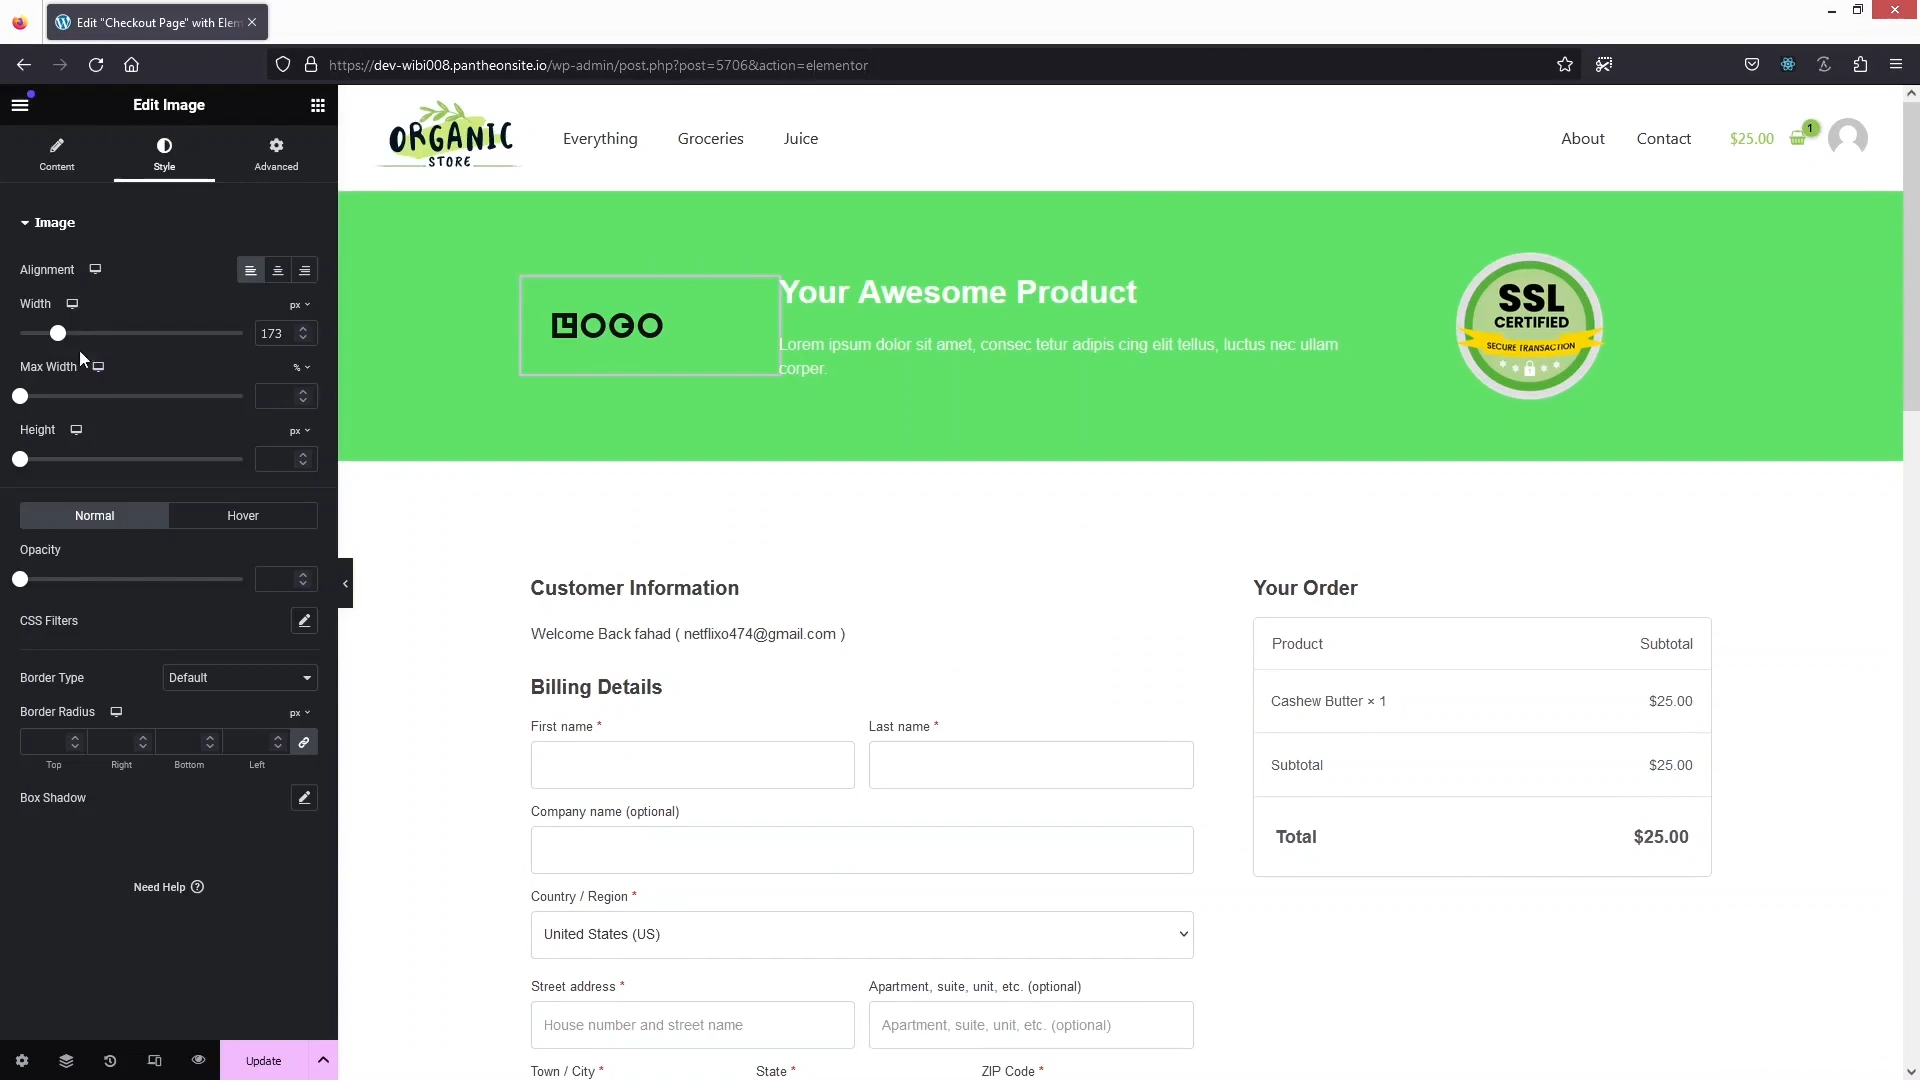 Edit "Checkout Page" with Elem
https://dev-wibi008.pantheonsite.io/wp-admin/post.php?post=5706&action=elementor
Edit Image
Content
Style
Advanced
Image
Alignment
Width
px
173
Max Width
%
Height
px
Normal
Hover
Opacity
CSS Filters
Border Type
Default
Border Radius
px
Top
Right
Bottom
Left
Box Shadow
Need Help
Update
ORGANIC
STORE
Everything
Groceries
Juice
About
Contact
$25.00
1
LOGO
Your Awesome Product
Lorem ipsum dolor sit amet, consec tetur adipis cing elit tellus, luctus nec ullam
corper.
SSL
CERTIFIED
SECURE TRANSACTION
Customer Information
Welcome Back fahad ( netflixo474@gmail.com )
Billing Details
First name *
Last name *
Company name (optional)
Country / Region *
United States (US)
Street address *
Apartment, suite, unit, etc. (optional)
House number and street name
Apartment, suite, unit, etc. (optional)
Town / City *
State *
ZIP Code *
Your Order
Product
Subtotal
Cashew Butter × 1
$25.00
Subtotal
$25.00
Total
$25.00